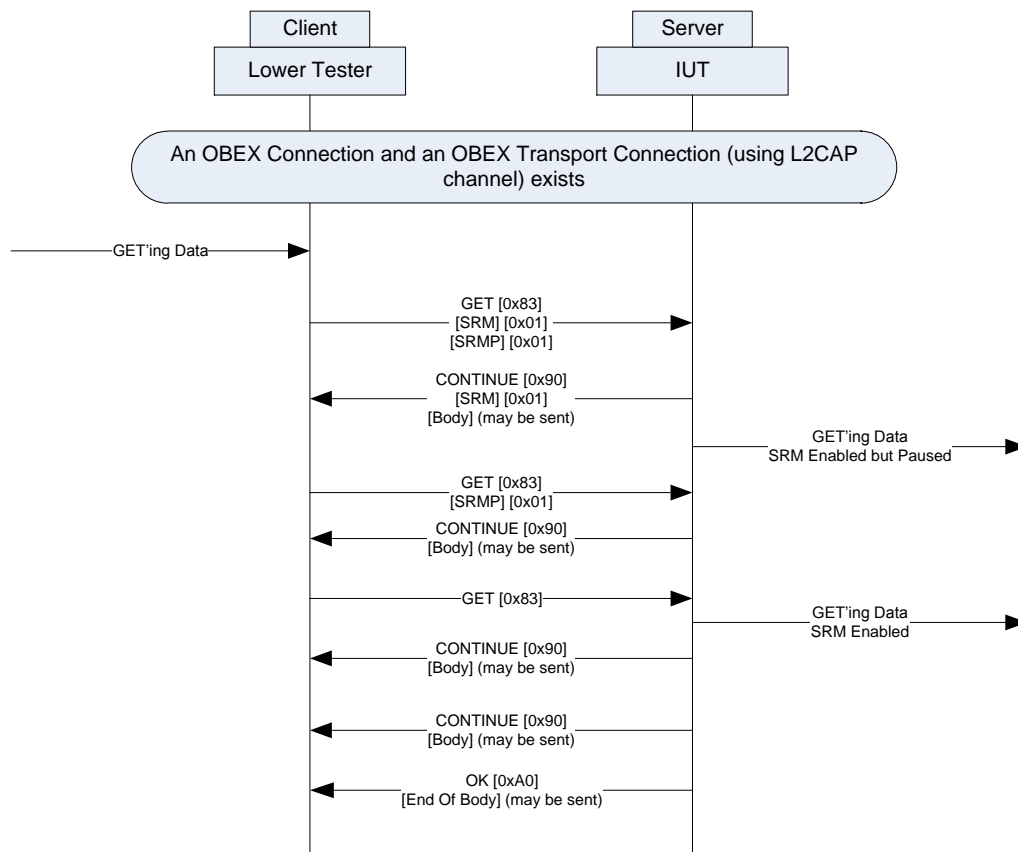 Client
Server
Lower Tester
IUT
An OBEX Connection and an OBEX Transport Connection (using L2CAP
channel) exists
GET'ing Data
GET [0x83]
[SRM] [0x01]
[SRMP] [0x01]
CONTINUE [0x90]
[SRM] [0x01]
[Body] (may be sent)
GET'ing Data
SRM Enabled but Paused
GET [0x83]
[SRMP] [0x01]
CONTINUE [0x90]
[Body] (may be sent)
GET [0x83]
GET'ing Data
SRM Enabled
CONTINUE [0x90]
[Body] (may be sent)
CONTINUE [0x90]
[Body] (may be sent)
OK [0xA0]
[End Of Body] (may be sent)